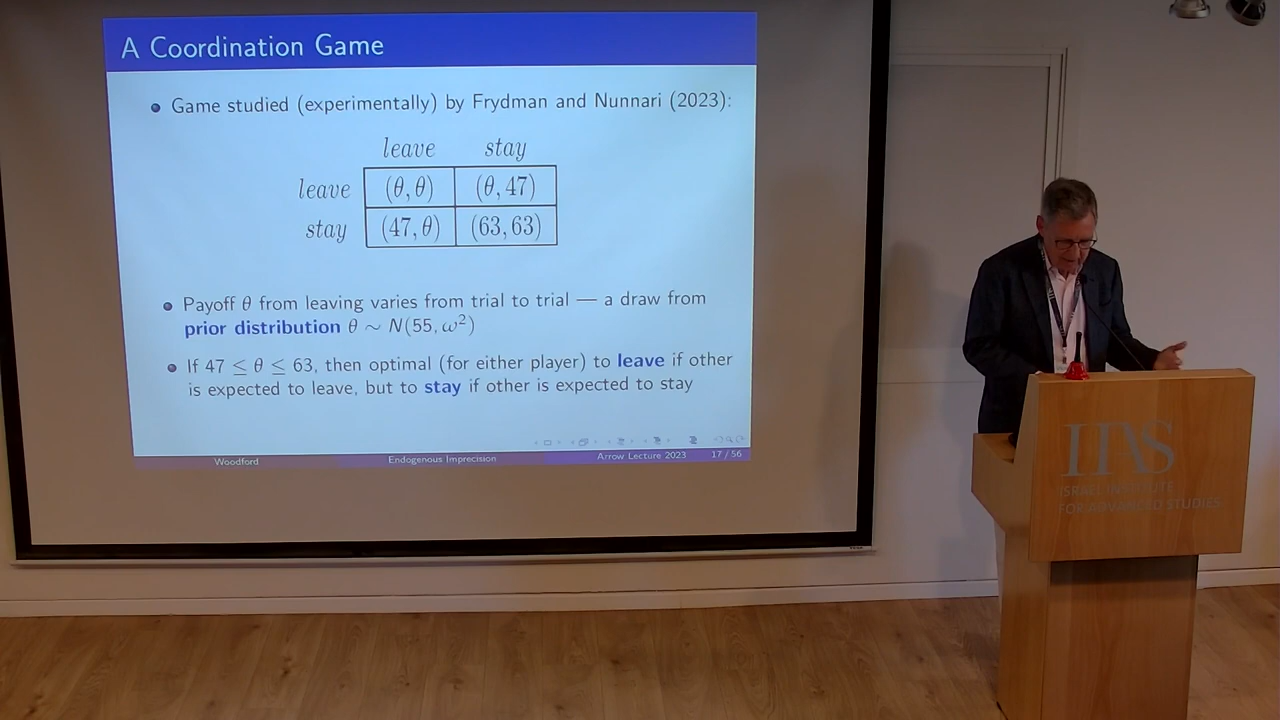 A Coordination Game
Game studied (experimentally) by Frydman and Nunnari (2023):
leave stay
leave (θ, θ) (θ, 47)
stay (47, θ) (63, 63)
Payoff θ from leaving varies from trial to trial — a draw from
prior distribution θ ∼ N(55, ω²)
If 47 ≤ θ ≤ 63, then optimal (for either player) to leave if other
is expected to leave, but to stay if other is expected to stay
Woodford Endogenous Imprecision Arrow Lecture 2023 17 / 56
IIAS
ISRAEL INSTITUTE
FOR ADVANCED STUDIES